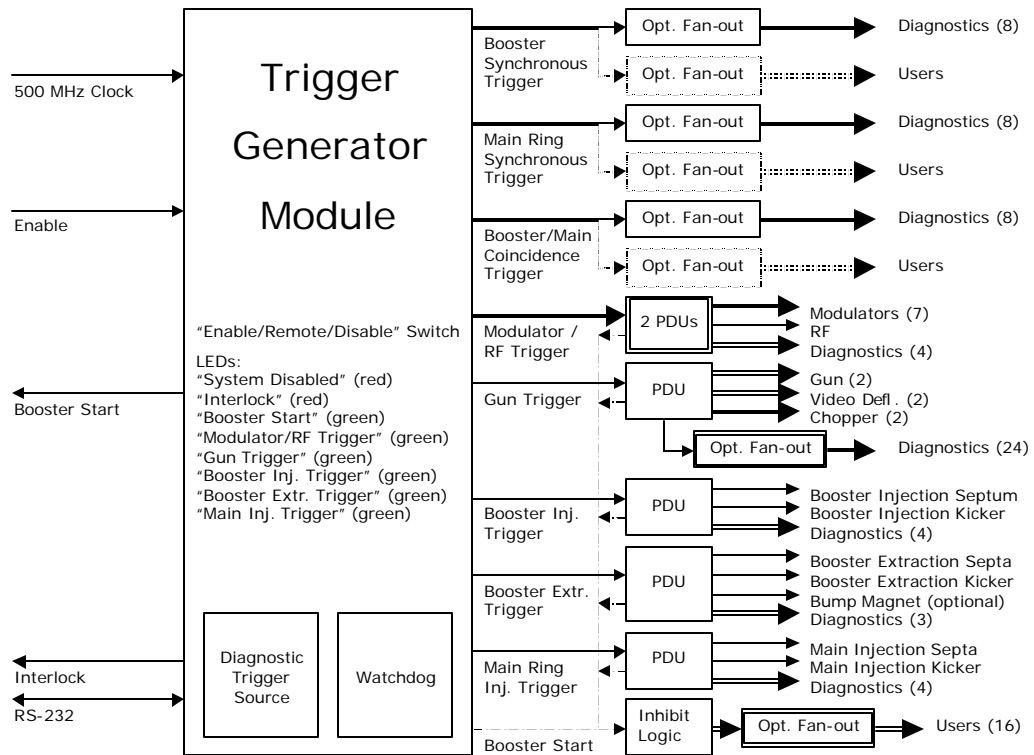 500 MHz Clock
Enable
Booster Start
Interlock
RS-232
Trigger
Generator
Module
“Enable/Remote/Disable” Switch
LEDs:
“System Disabled” (red)
“Interlock” (red)
“Booster Start” (green)
“Modulator/RF Trigger” (green)
“Gun Trigger” (green)
“Booster Inj. Trigger” (green)
“Booster Extr. Trigger” (green)
“Main Inj. Trigger” (green)
Diagnostic
Trigger
Source
Watchdog
Booster
Synchronous
Trigger
Opt. Fan-out
Diagnostics (8)
Opt. Fan-out
Users
Main Ring
Synchronous
Trigger
Opt. Fan-out
Diagnostics (8)
Opt. Fan-out
Users
Booster/Main
Coincidence
Trigger
Opt. Fan-out
Diagnostics (8)
Opt. Fan-out
Users
Modulator /
RF Trigger
2 PDUs
Modulators (7)
RF
Diagnostics (4)
Gun Trigger
PDU
Gun (2)
Video Defl. (2)
Chopper (2)
Opt. Fan-out
Diagnostics (24)
Booster Inj.
Trigger
PDU
Booster Injection Septum
Booster Injection Kicker
Diagnostics (4)
Booster Extr.
Trigger
PDU
Booster Extraction Septa
Booster Extraction Kicker
Bump Magnet (optional)
Diagnostics (3)
Main Ring
Inj. Trigger
PDU
Main Injection Septa
Main Injection Kicker
Diagnostics (4)
Booster Start
Inhibit
Logic
Opt. Fan-out
Users (16)